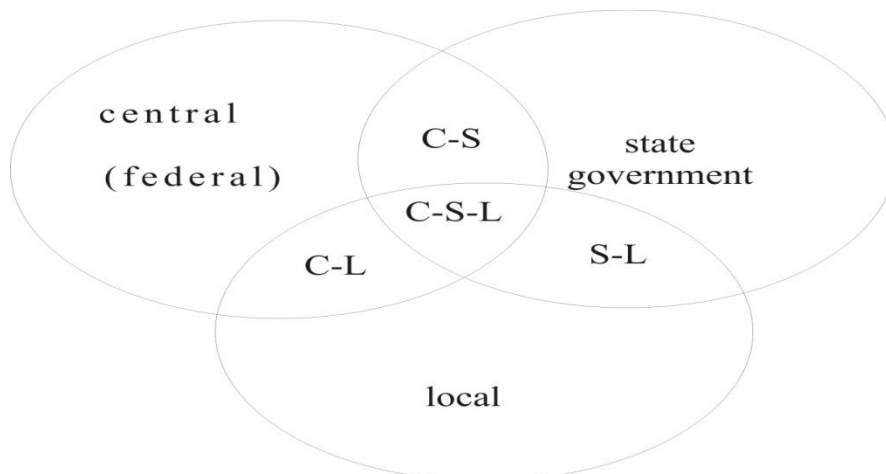 central
(federal)
C-S
state
government
C-S-L
C-L
S-L
local